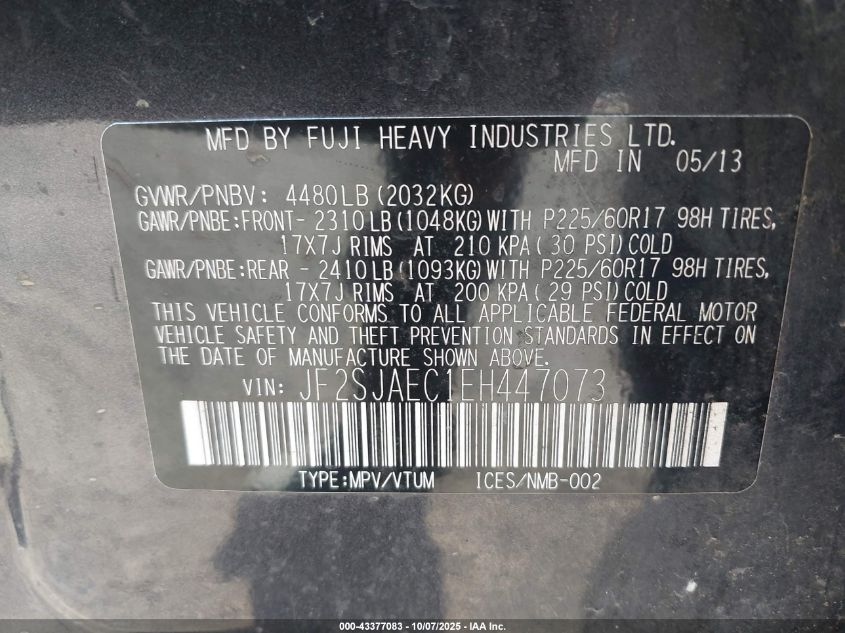 MFD BY FUJI HEAVY INDUSTRIES LTD.
MFD IN 05/13
GVWR/PNBV: 4480LB(2032KG)
GAWR/PNBE:FRONT- 2310LB(1048KG)WITH P225/60R17 98H TIRES,
17X7J RIMS AT 210 KPA(30 PSI)COLD
GAWR/PNBE:REAR - 2410LB(1093KG)WITH P225/60R17 98H TIRES,
17X7J RIMS AT 200 KPA(29 PSI)COLD
THIS VEHICLE CONFORMS TO ALL APPLICABLE FEDERAL MOTOR
VEHICLE SAFETY AND THEFT PREVENTION STANDARDS IN EFFECT ON
THE DATE OF MANUFACTURE SHOWN ABOVE.
VIN: JF2SJAEC1EH447073
TYPE:MPV/VTUM ICES/NMB-002
000-43377083 - 10/07/2025 - IAA Inc.